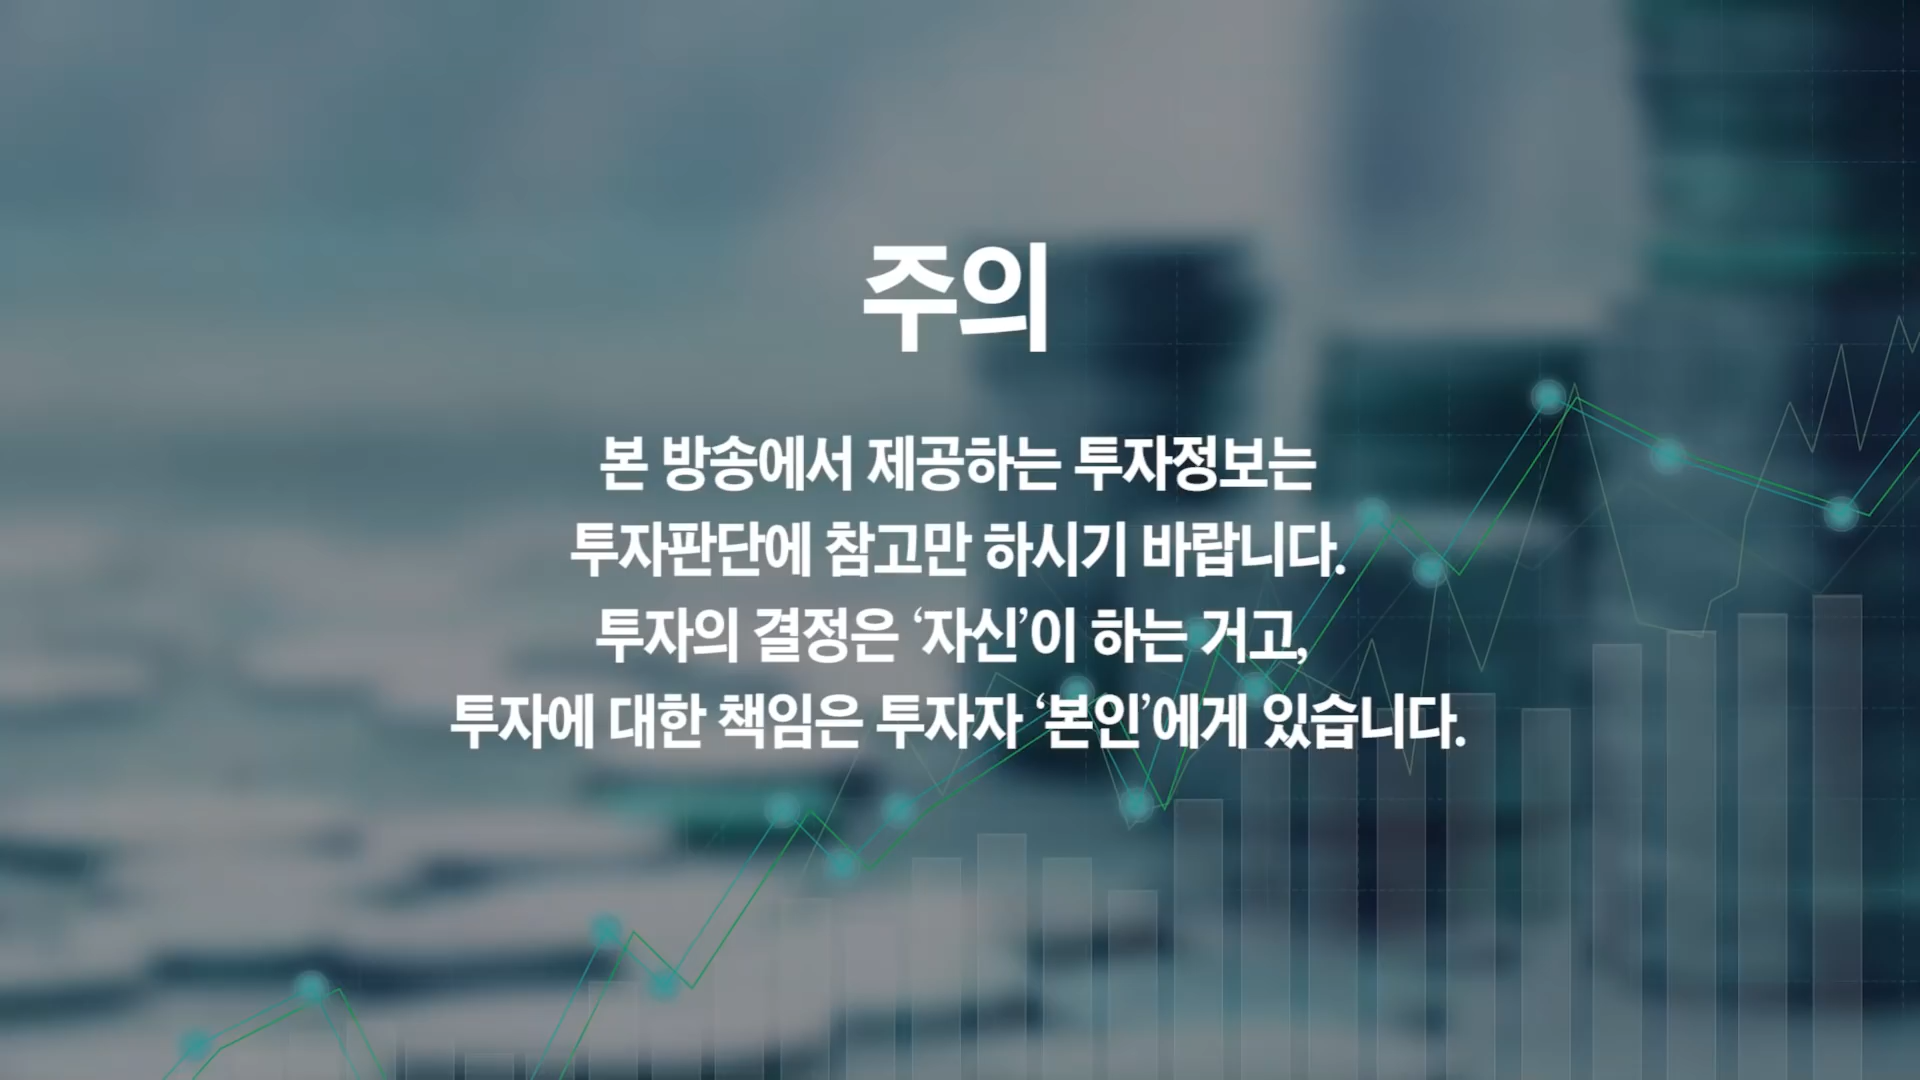 주의
본 방송에서 제공하는 투자정보는
투자판단에 참고만 하시기 바랍니다.
투자의 결정은 ‘자신’이 하는 거고,
투자에 대한 책임은 투자자 ‘본인’에게 있습니다.